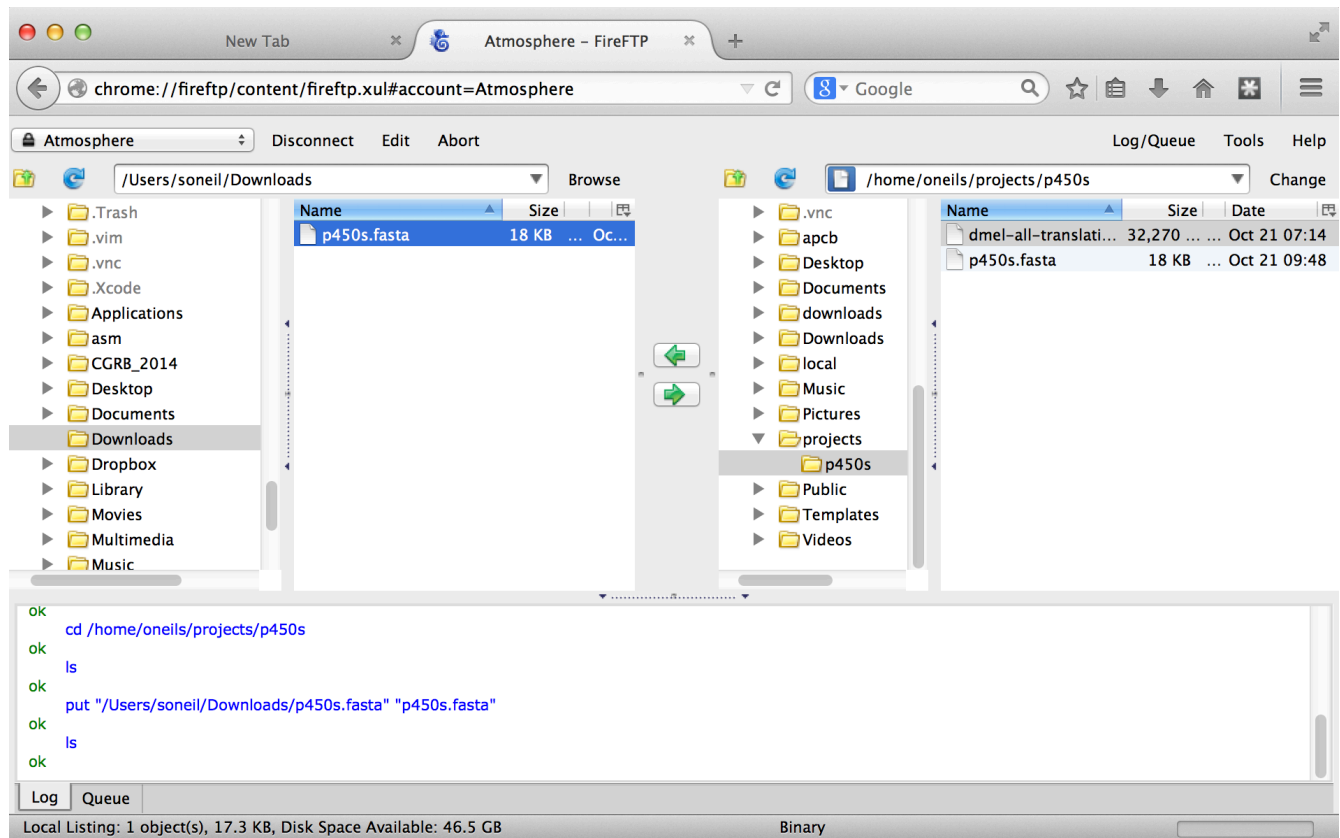 New Tab
Atmosphere – FireFTP
chrome://fireftp/content/fireftp.xul#account=Atmosphere
8 Google
Atmosphere Disconnect Edit Abort Log/Queue Tools Help
/Users/soneil/Downloads Browse
/home/oneils/projects/p450s Change
.Trash
.vim
.vnc
.Xcode
Applications
asm
CGRB_2014
Desktop
Documents
Downloads
Dropbox
Library
Movies
Multimedia
Music
Name Size
p450s.fasta 18 KB ... Oc...
.vnc
apcb
Desktop
Documents
downloads
Downloads
local
Music
Pictures
projects
p450s
Public
Templates
Videos
Name Size Date
dmel-all-translati... 32,270 ... ... Oct 21 07:14
p450s.fasta 18 KB ... Oct 21 09:48
ok
cd /home/oneils/projects/p450s
ok
ls
ok
put "/Users/soneil/Downloads/p450s.fasta" "p450s.fasta"
ok
ls
ok
Log Queue
Local Listing: 1 object(s), 17.3 KB, Disk Space Available: 46.5 GB Binary